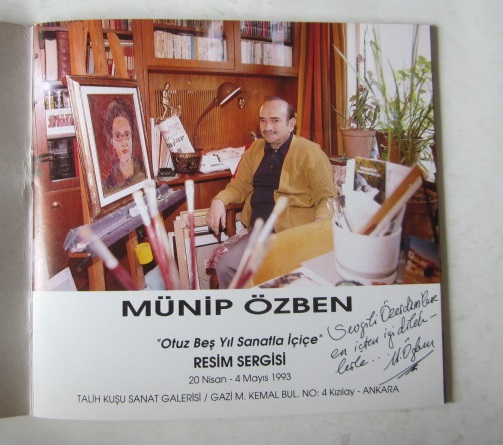 MÜNİP ÖZBEN
"Otuz Beş Yıl Sanatla İçiçe"
RESİM SERGİSİ
20 Nisan - 4 Mayıs 1993
TALİH KUŞU SANAT GALERİSİ / GAZİ M. KEMAL BUL. NO: 4 Kızılay - ANKARA
Sevgili
en içten iyi dilek-
lerle... M. Özben